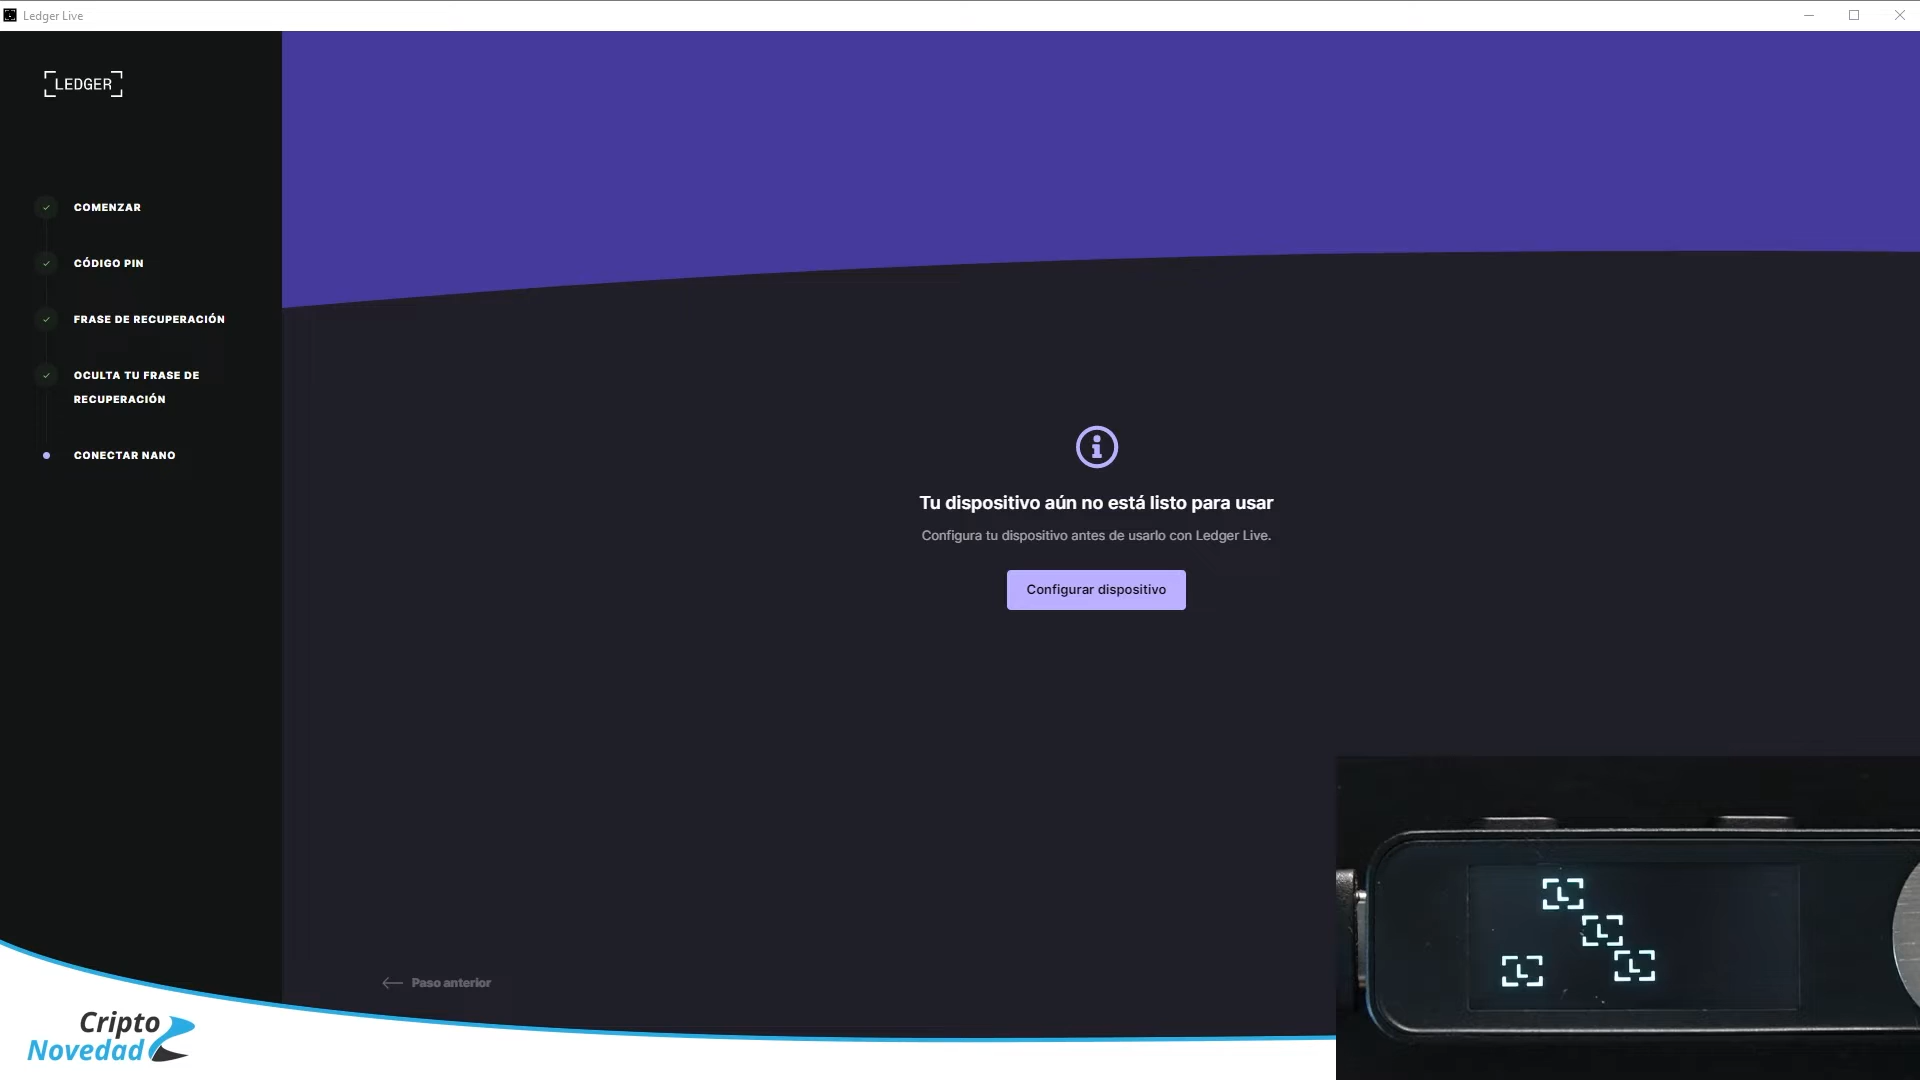 Ledger Live
LEDGER
COMENZAR
CÓDIGO PIN
FRASE DE RECUPERACIÓN
OCULTA TU FRASE DE
RECUPERACIÓN
CONECTAR NANO
Tu dispositivo aún no está listo para usar
Configura tu dispositivo antes de usarlo con Ledger Live.
Configurar dispositivo
Paso anterior
Cripto
Novedad